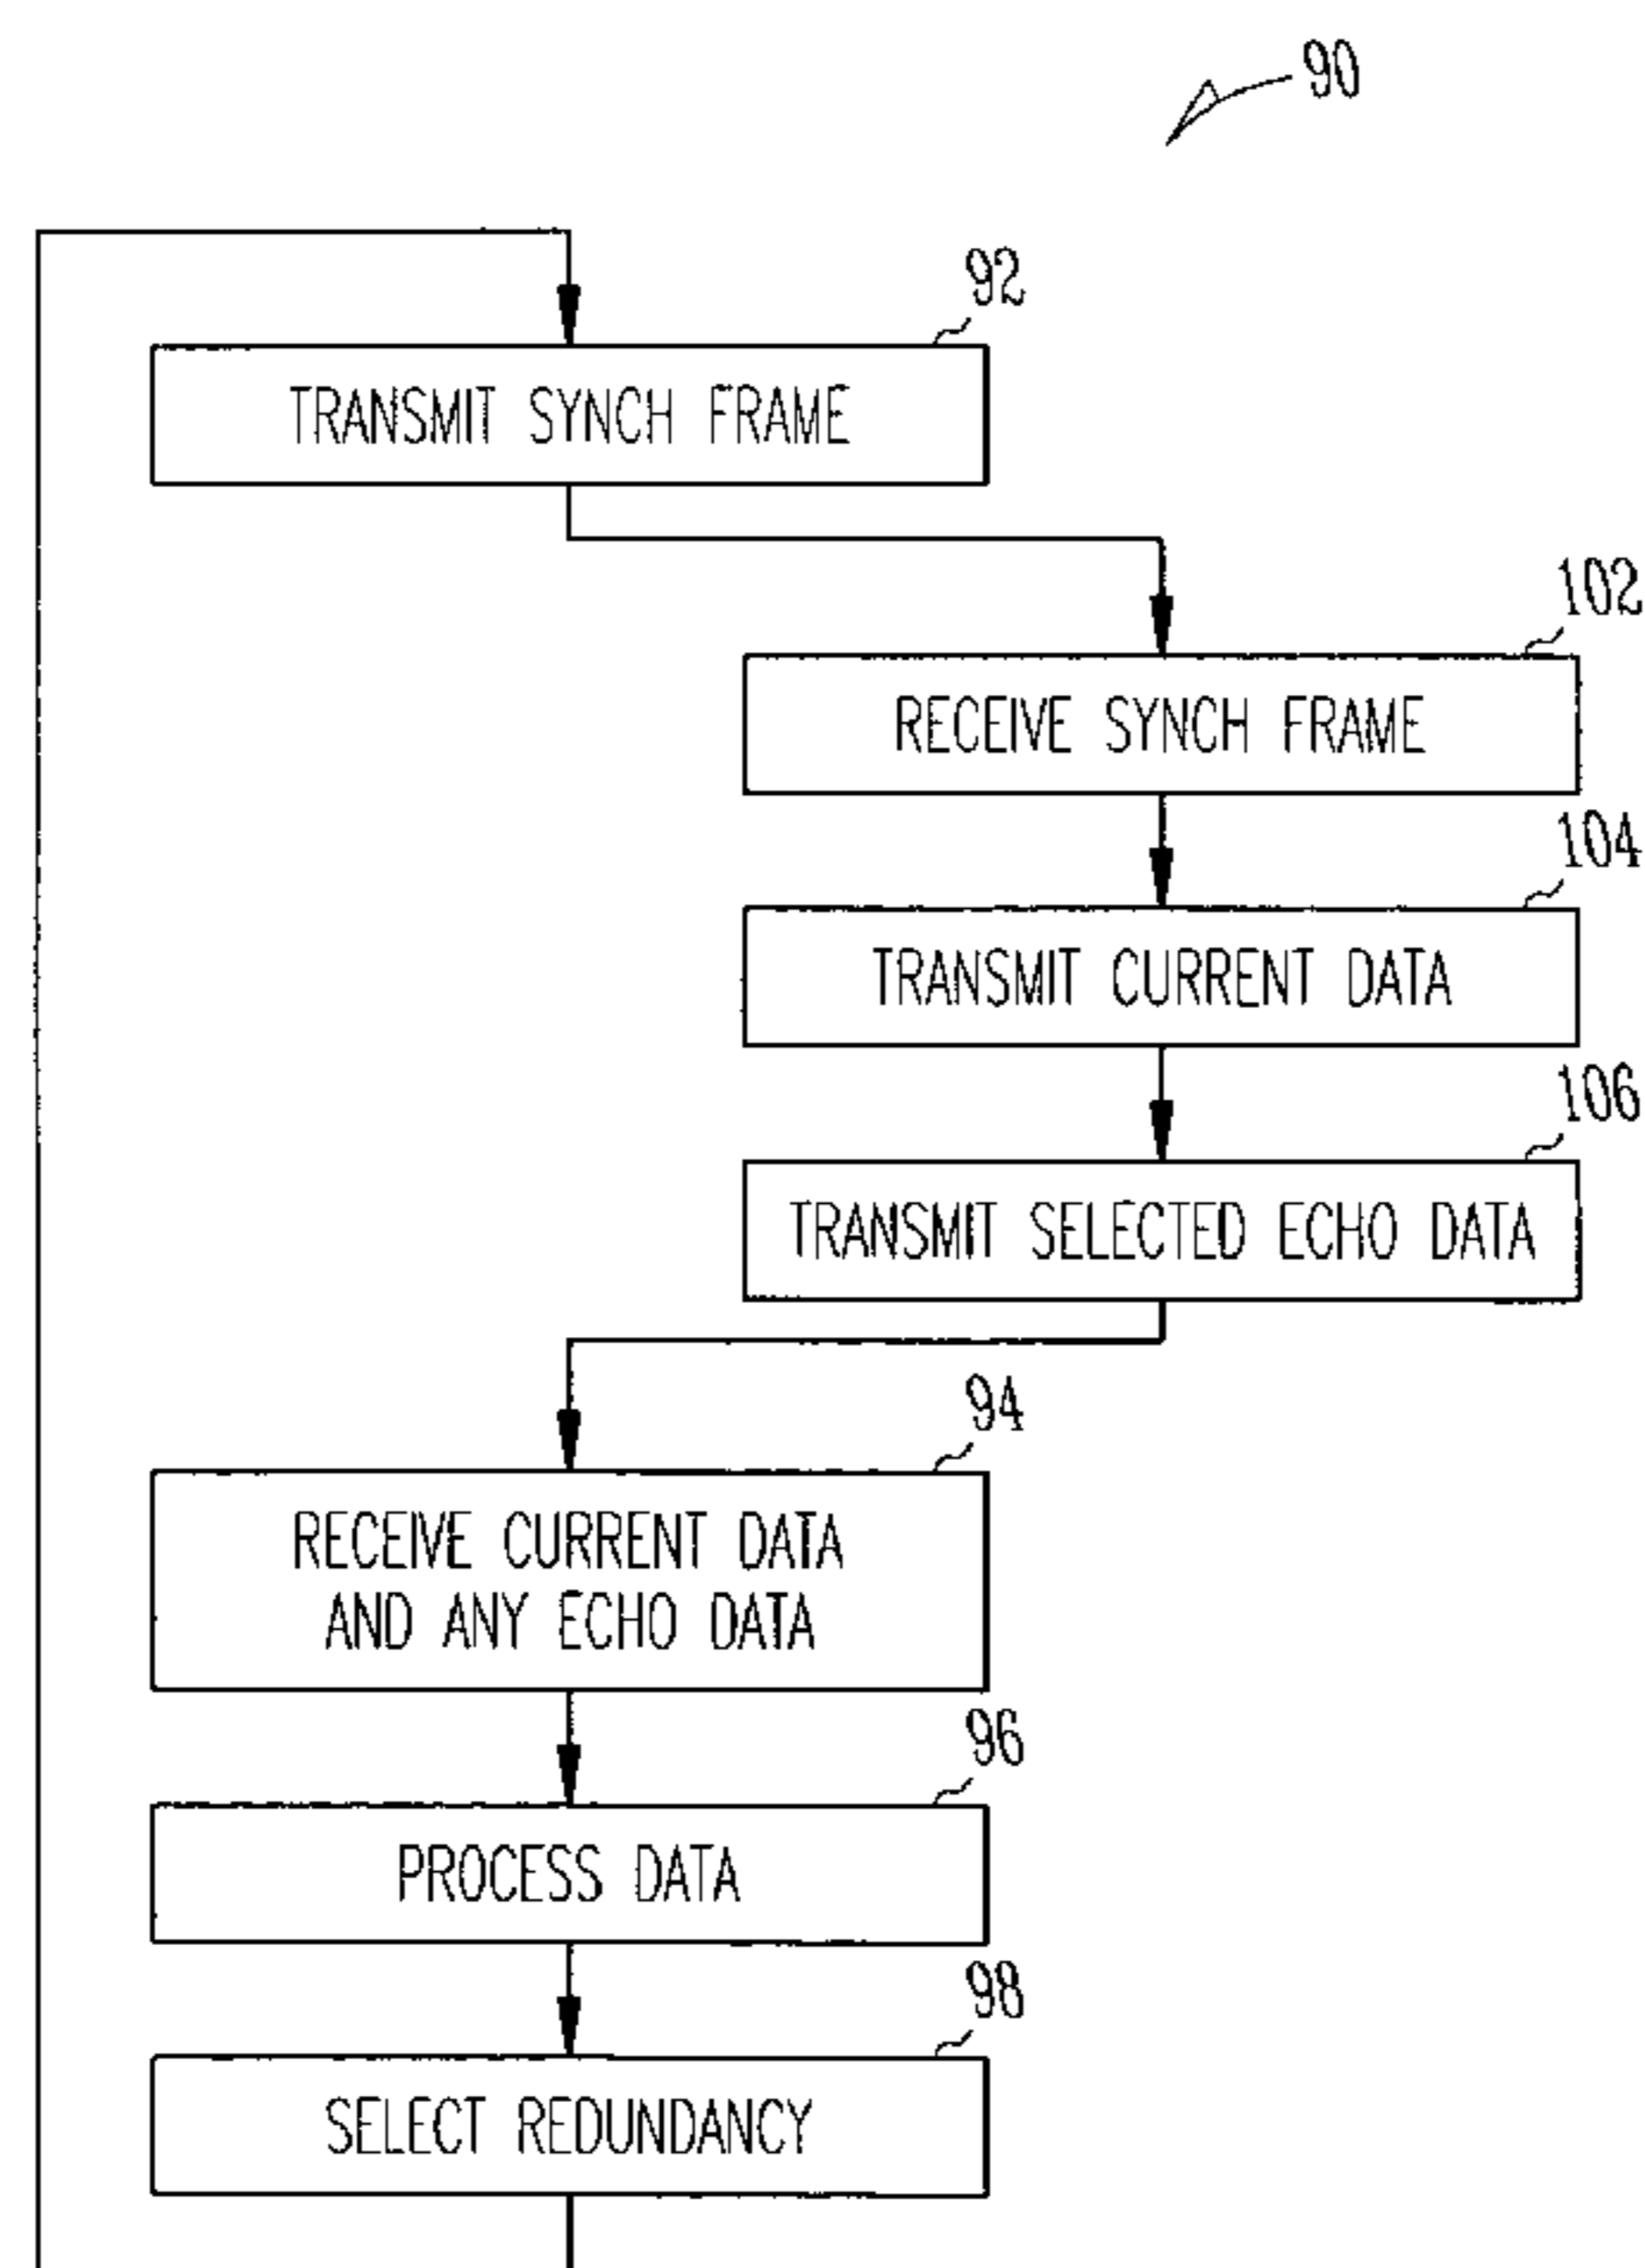 90
92
TRANSMIT SYNCH FRAME
102
RECEIVE SYNCH FRAME
104
TRANSMIT CURRENT DATA
106
TRANSMIT SELECTED ECHO DATA
94
RECEIVE CURRENT DATA
AND ANY ECHO DATA
96
PROCESS DATA
98
SELECT REDUNDANCY